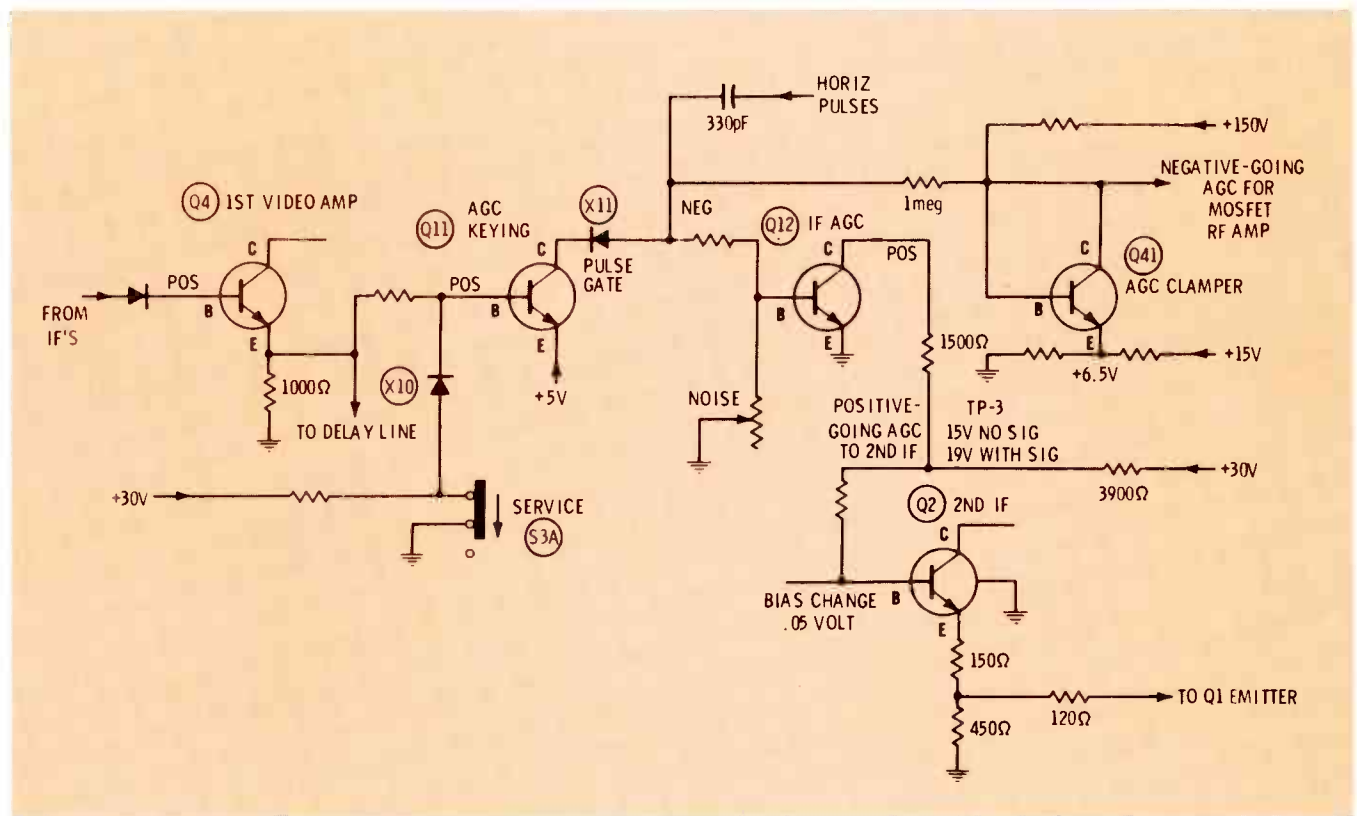 HORIZ
PULSES
330pF
+150V
NEGATIVE-GOING
AGC FOR
MOSFET
RF AMP
1meg
Q4 1ST VIDEO AMP
C
POS
B
E
FROM
IF'S
1000Ω
TO DELAY LINE
Q11 AGC
KEYING
C
POS
B
E
+5V
X11
PULSE
GATE
X10
NEG
Q12 IF AGC
C
POS
B
E
NOISE
1500Ω
C
Q41
AGC CLAMPER
B
E
+15V
+6.5V
+30V
SERVICE
S3A
POSITIVE-
GOING AGC
TO 2ND IF
TP-3
15V NO SIG
19V WITH SIG
+30V
3900Ω
Q2 2ND IF
C
BIAS CHANGE
.05 VOLT
B
E
150Ω
TO Q1 EMITTER
120Ω
450Ω